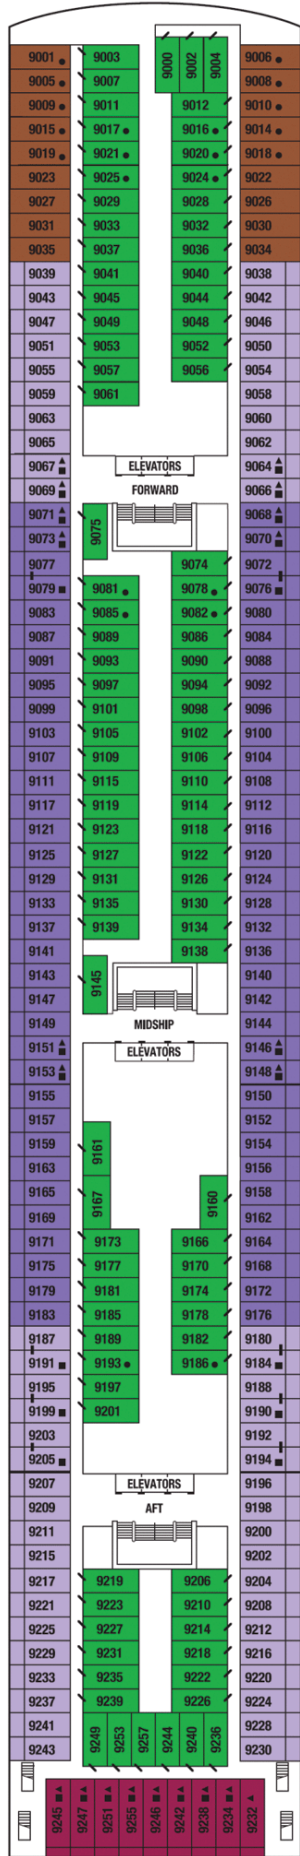 9000 9002 9004
9001 ● 9003 9006 ●
9005 ● 9007 9008 ●
9009 ● 9011 9012 9010 ●
9015 ● 9017 ● 9016 ● 9014 ●
9019 ● 9021 ● 9020 ● 9018 ●
9023 9025 ● 9024 ● 9022
9027 9029 9028 9026
9031 9033 9032 9030
9035 9037 9036 9034
9039 9041 9040 9038
9043 9045 9044 9042
9047 9049 9048 9046
9051 9053 9052 9050
9055 9057 9056 9054
9059 9061 9058
9063 9060
9065 9062
9067 ▲■ ELEVATORS 9064 ▲■
9069 ▲■ FORWARD 9066 ▲■
9071 ▲■ 9075 9068 ▲■
9073 ▲■ 9070 ▲■
9077 9074 9072
9079 ■ 9081 ● 9078 ● 9076 ■
9083 9085 ● 9082 ● 9080
9087 9089 9086 9084
9091 9093 9090 9088
9095 9097 9094 9092
9099 9101 9098 9096
9103 9105 9102 9100
9107 9109 9106 9104
9111 9115 9110 9108
9117 9119 9114 9112
9121 9123 9118 9116
9125 9127 9122 9120
9129 9131 9126 9124
9133 9135 9130 9128
9137 9139 9134 9132
9141 9138 9136
9143 9145 9140
9147 9142
9149 MIDSHIP 9144
9151 ▲■ ELEVATORS 9146 ▲■
9153 ▲■ 9148 ▲■
9155 9150
9157 9152
9159 9161 9154
9163 9156
9165 9167 9160 9158
9169 9162
9171 9173 9166 9164
9175 9177 9170 9168
9179 9181 9174 9172
9183 9185 9178 9176
9187 9189 9182 9180
9191 ■ 9193 ● 9186 ● 9184 ■
9195 9197 9188
9199 ■ 9201 9190 ■
9203 9192
9205 ■ 9194 ■
9207 ELEVATORS 9196
9209 AFT 9198
9211 9200
9215 9202
9217 9219 9206 9204
9221 9223 9210 9208
9225 9227 9214 9212
9229 9231 9218 9216
9233 9235 9222 9220
9237 9239 9226 9224
9241 9249 9253 9257 9244 9240 9236 9228
9243 9230
9245 ■▲ 9247 ■▲ 9251 ■▲ 9255 ■▲ 9246 ■▲ 9242 ■▲ 9238 ■▲ 9234 ■▲ 9232 ▲